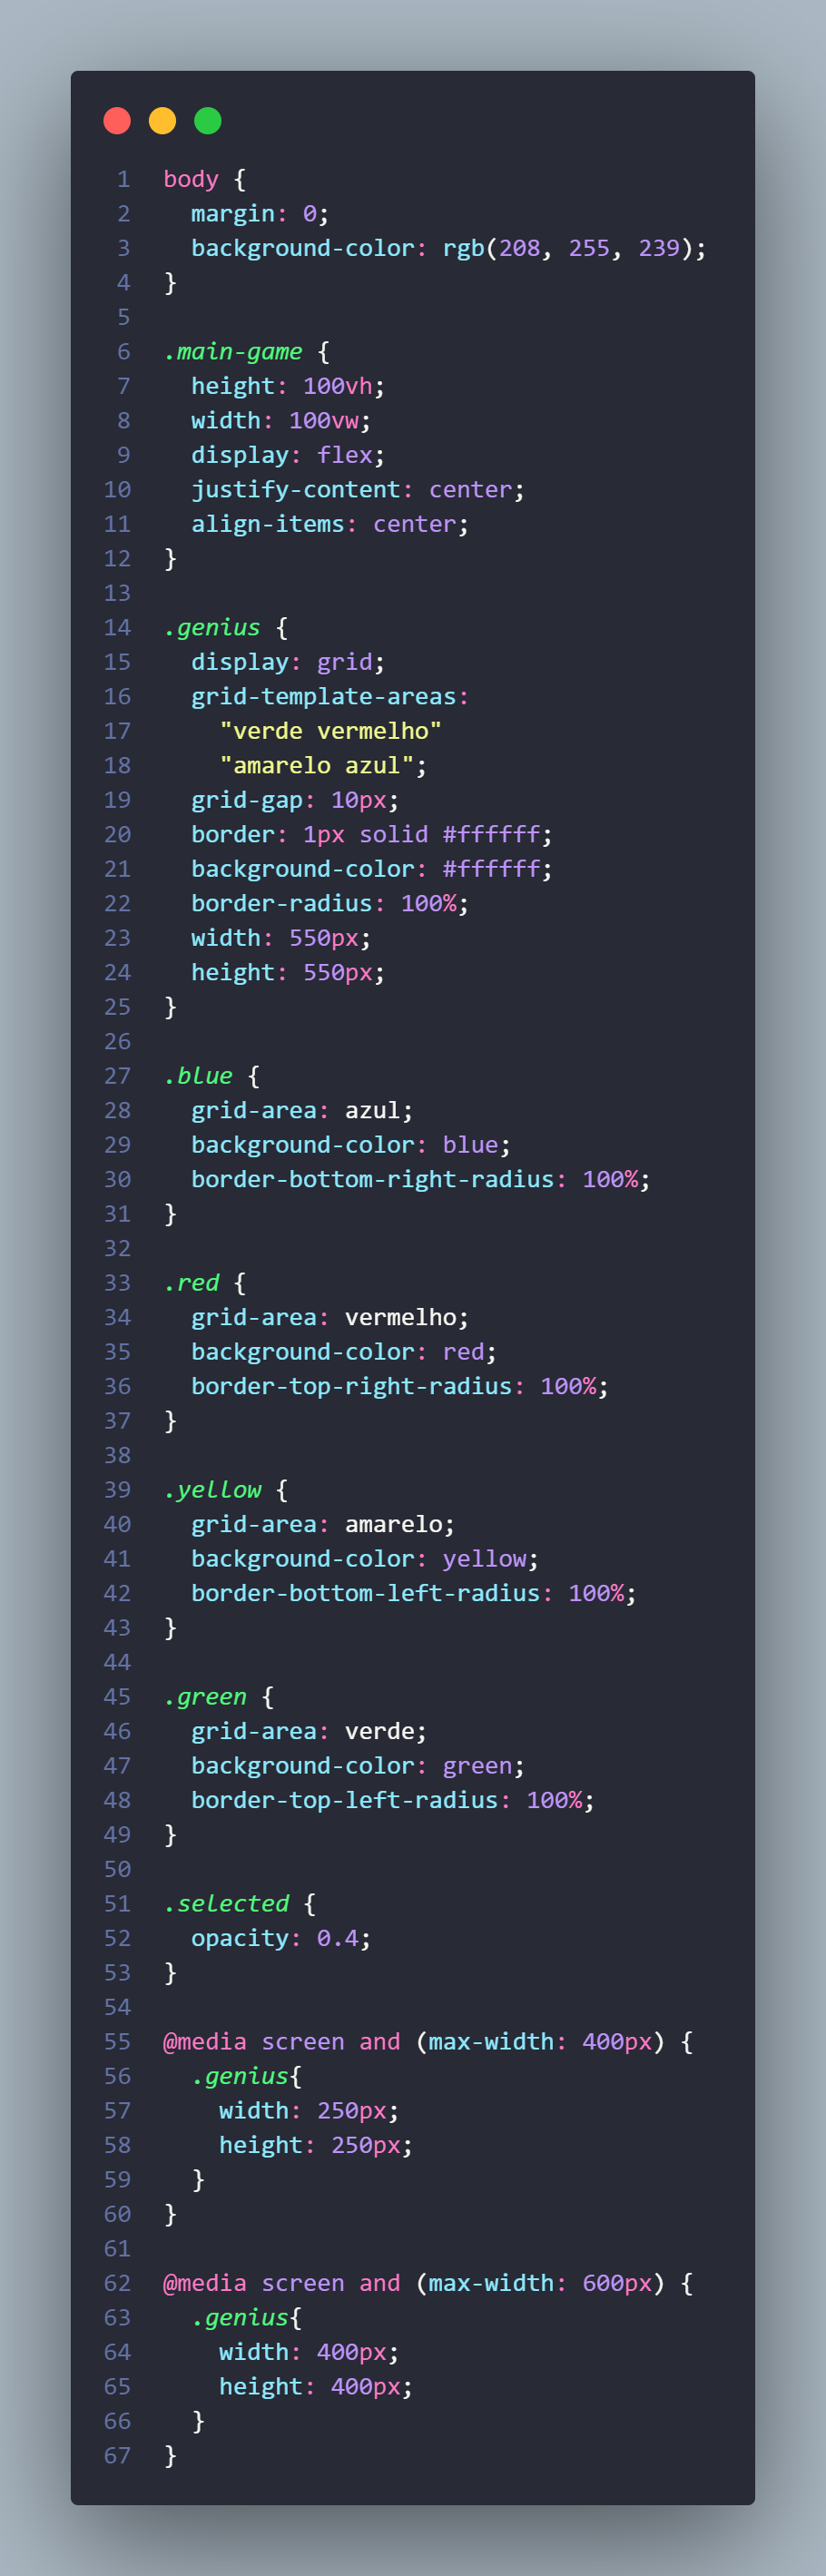 1 body {
2   margin: 0;
3   background-color: rgb(208, 255, 239);
4 }
5
6 .main-game {
7   height: 100vh;
8   width: 100vw;
9   display: flex;
10   justify-content: center;
11   align-items: center;
12 }
13
14 .genius {
15   display: grid;
16   grid-template-areas:
17     "verde vermelho"
18     "amarelo azul";
19   grid-gap: 10px;
20   border: 1px solid #ffffff;
21   background-color: #ffffff;
22   border-radius: 100%;
23   width: 550px;
24   height: 550px;
25 }
26
27 .blue {
28   grid-area: azul;
29   background-color: blue;
30   border-bottom-right-radius: 100%;
31 }
32
33 .red {
34   grid-area: vermelho;
35   background-color: red;
36   border-top-right-radius: 100%;
37 }
38
39 .yellow {
40   grid-area: amarelo;
41   background-color: yellow;
42   border-bottom-left-radius: 100%;
43 }
44
45 .green {
46   grid-area: verde;
47   background-color: green;
48   border-top-left-radius: 100%;
49 }
50
51 .selected {
52   opacity: 0.4;
53 }
54
55 @media screen and (max-width: 400px) {
56   .genius{
57     width: 250px;
58     height: 250px;
59   }
60 }
61
62 @media screen and (max-width: 600px) {
63   .genius{
64     width: 400px;
65     height: 400px;
66   }
67 }